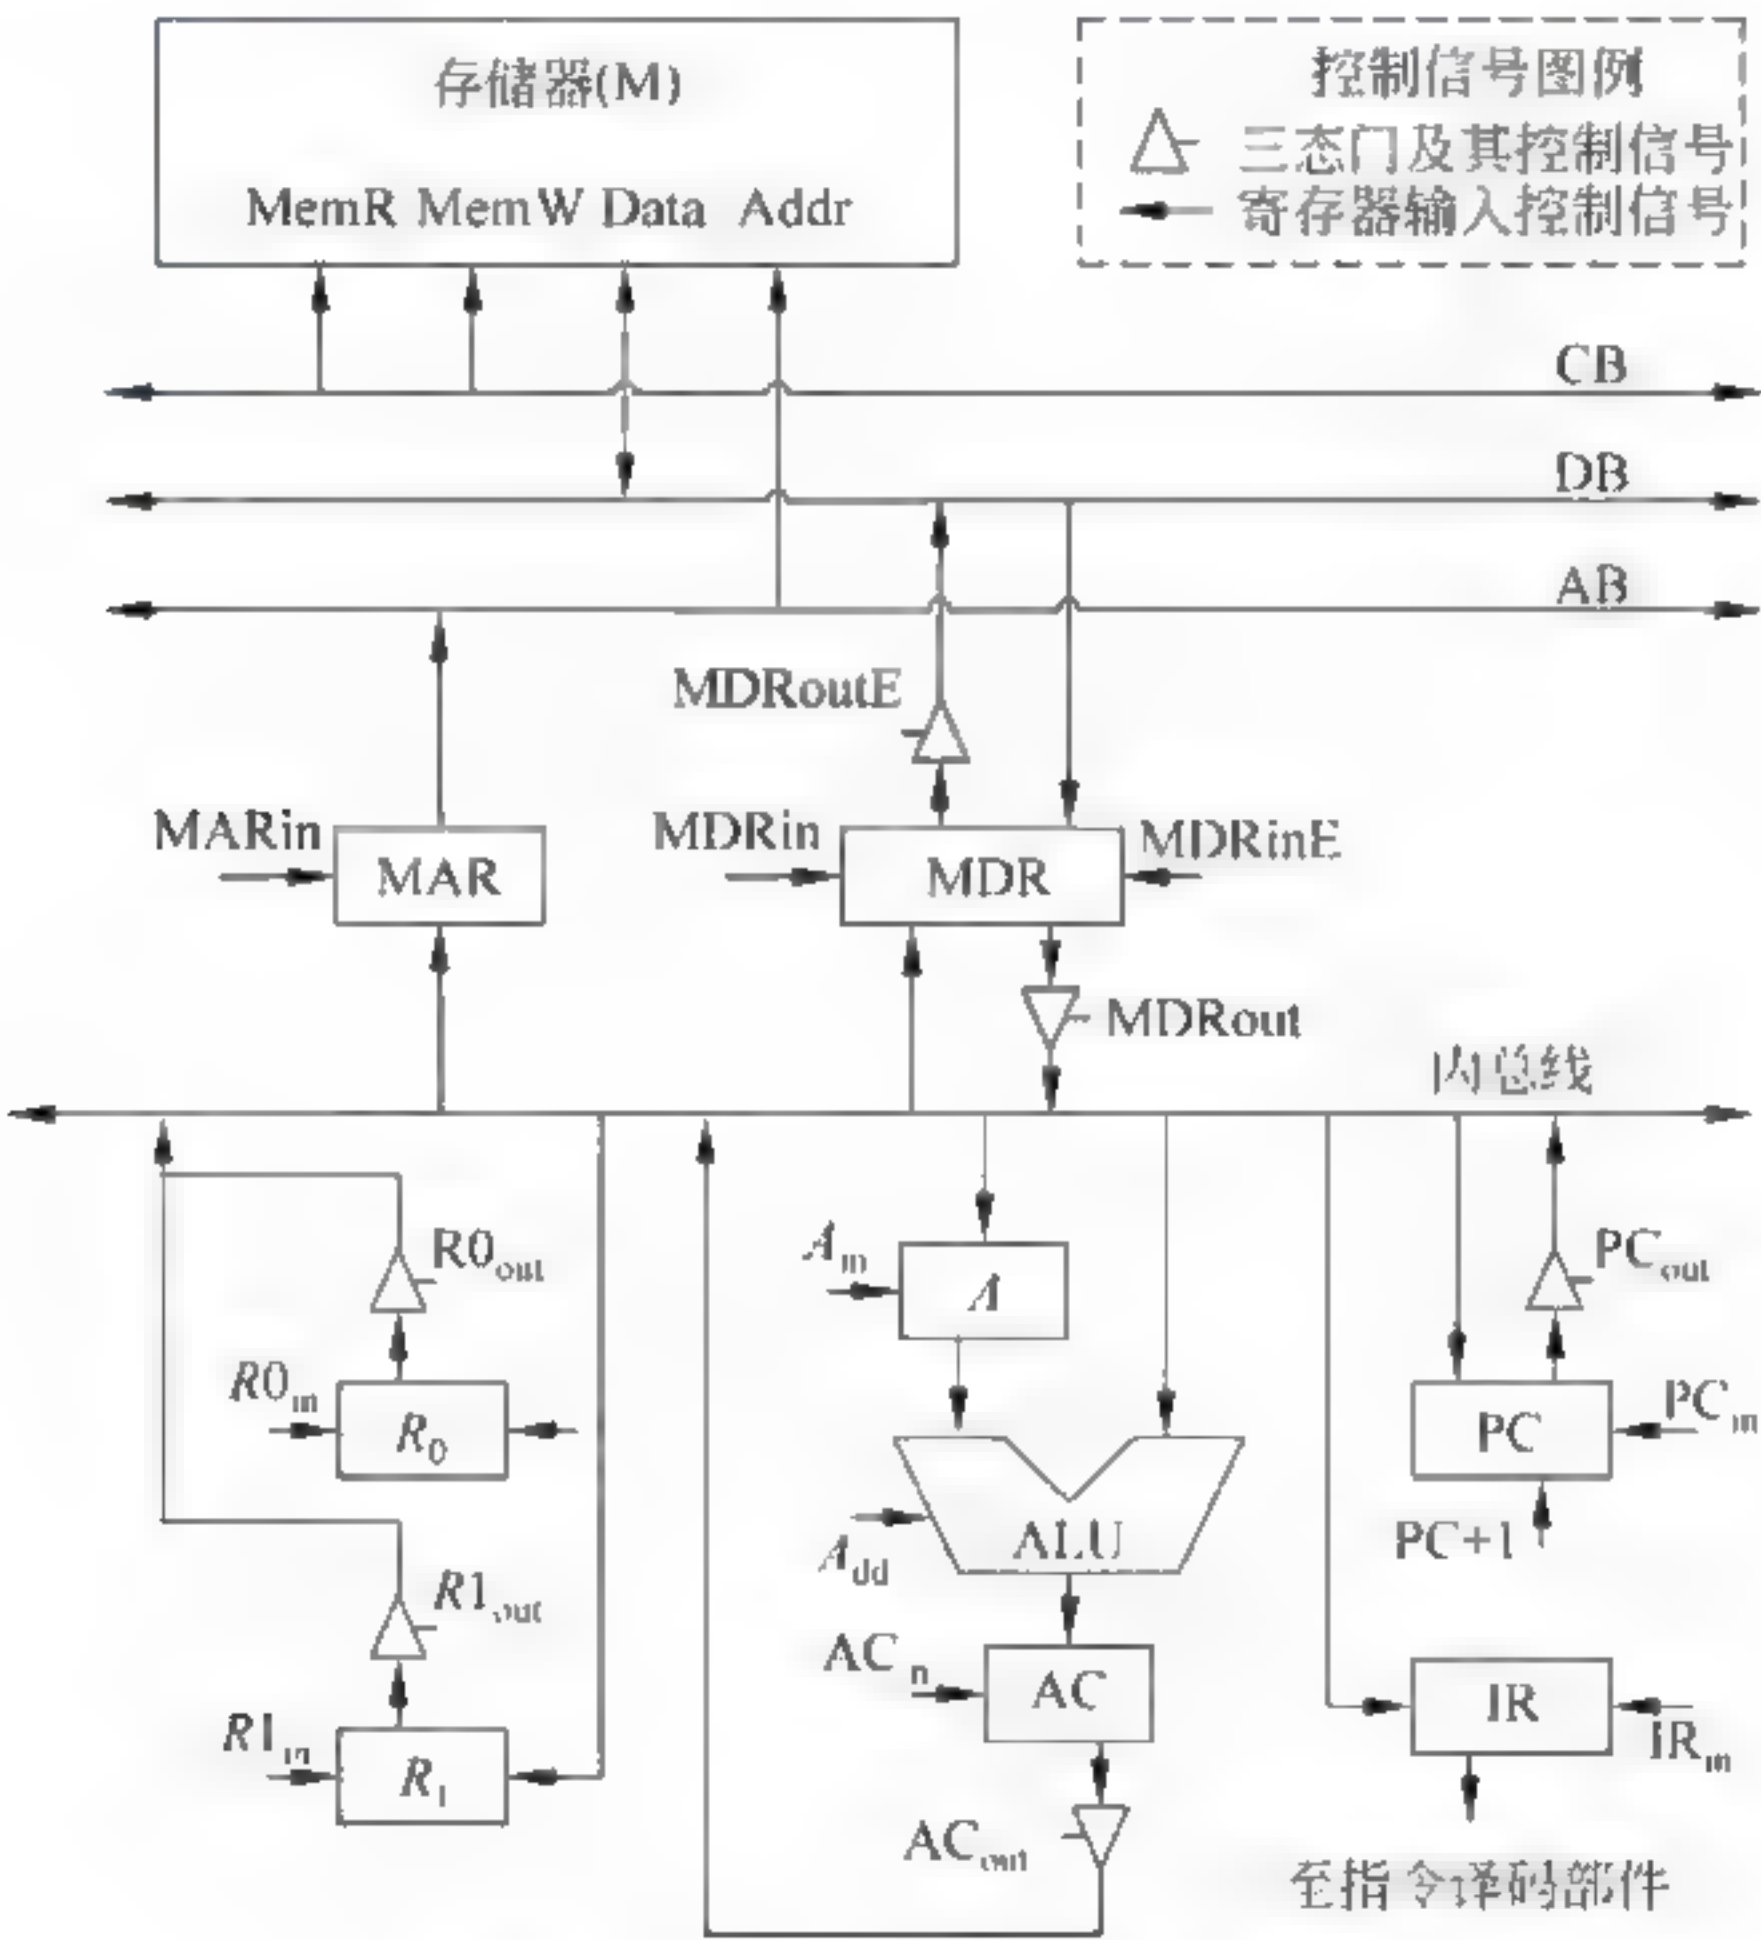 存储器(M)
MemR MemW Data Addr
控制信号图例
三态门及其控制信号
寄存器输入控制信号
CB
DB
AB
MDRoutE
MARin
MAR
MDRin
MDR
MDRinE
MDRout
内总线
R0out
R0in
R0
R1out
R1in
R1
Ain
A
Add
ALU
ACin
AC
ACout
PCout
PC
PCin
PC+1
IR
IRin
至指令译码部件